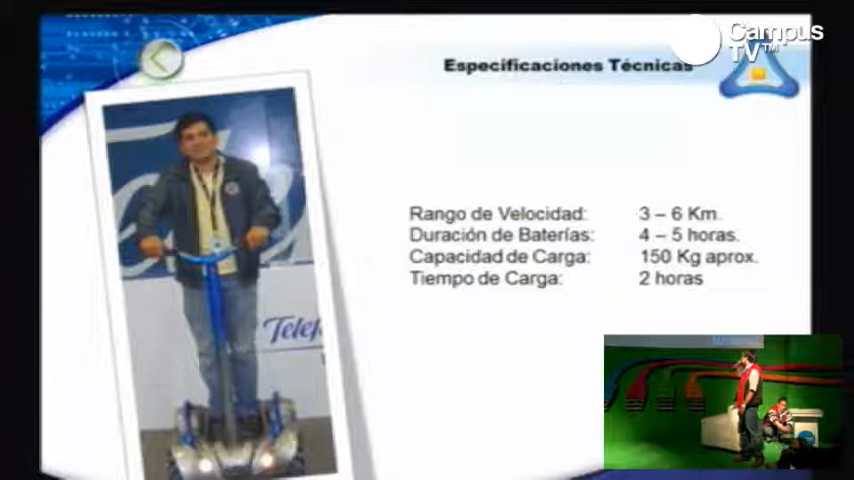 Campus
TV™
Especificaciones Técnicas
Rango de Velocidad: 3 – 6 Km.
Duración de Baterías: 4 – 5 horas.
Capacidad de Carga: 150 Kg aprox.
Tiempo de Carga: 2 horas
Telef